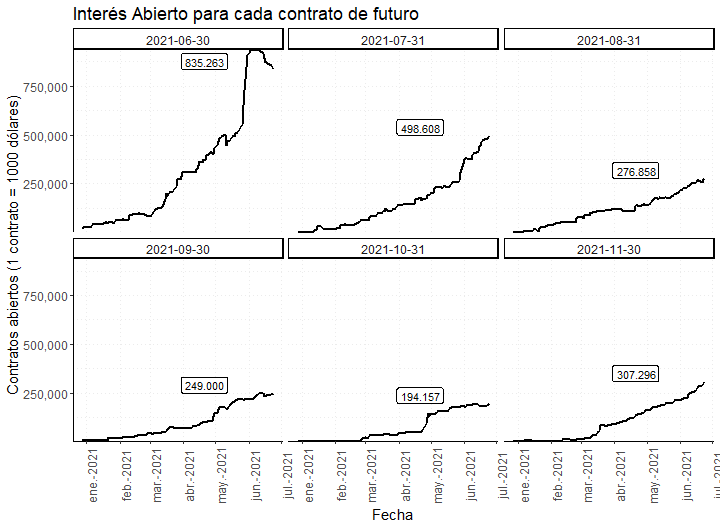 Interés Abierto para cada contrato de futuro
2021-06-30
2021-07-31
2021-08-31
835.263
498.608
276.858
750,000
500,000
250,000
2021-09-30
2021-10-31
2021-11-30
249.000
194.157
307.296
750,000
500,000
250,000
Contratos abiertos (1 contrato = 1000 dólares)
ene.-2021
feb.-2021
mar.-2021
abr.-2021
may.-2021
jun.-2021
jul.-2021
ene.-2021
feb.-2021
mar.-2021
abr.-2021
may.-2021
jun.-2021
jul.-2021
ene.-2021
feb.-2021
mar.-2021
abr.-2021
may.-2021
jun.-2021
jul.-2021
Fecha